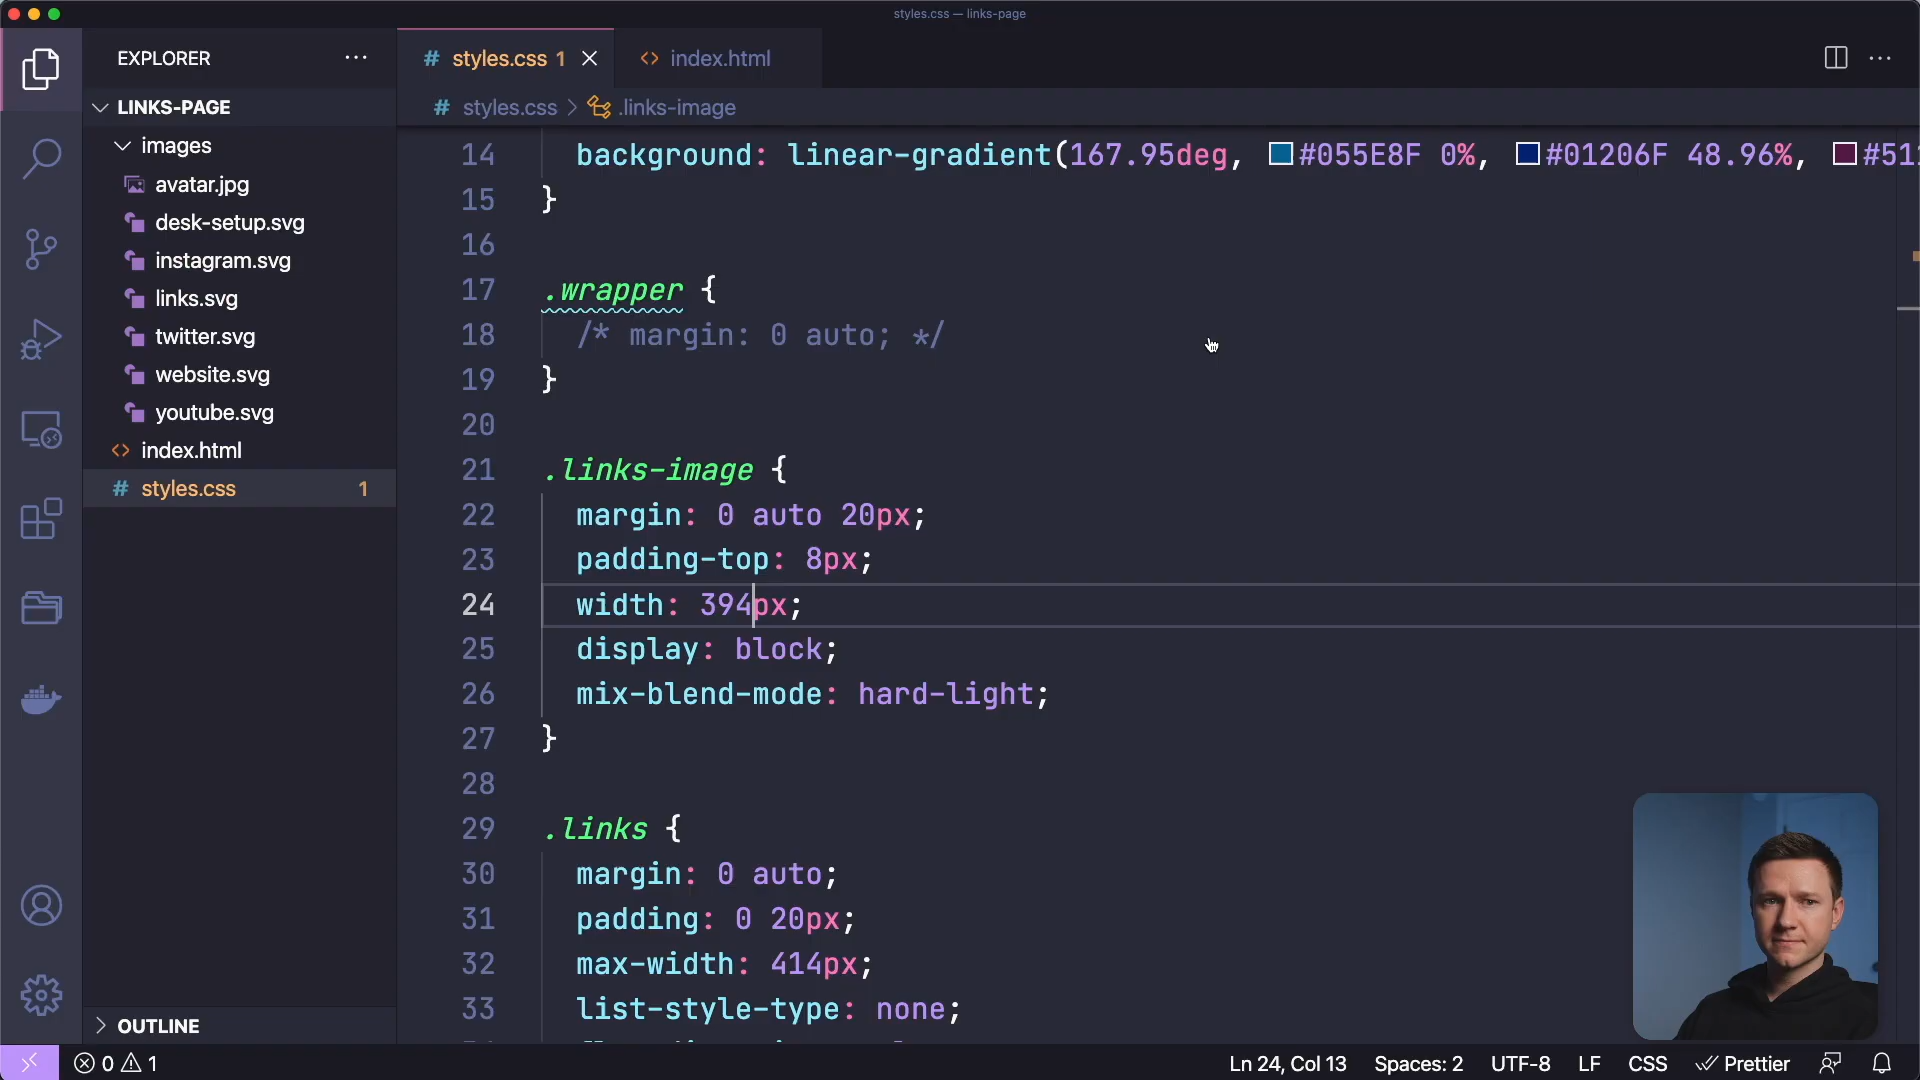 styles.css — links-page
EXPLORER
LINKS-PAGE
images
avatar.jpg
desk-setup.svg
instagram.svg
links.svg
twitter.svg
website.svg
youtube.svg
index.html
styles.css 1
OUTLINE
styles.css 1
index.html
styles.css > .links-image
14 background: linear-gradient(167.95deg, #055E8F 0%, #01206F 48.96%,
15 }
16
17 .wrapper {
18 /* margin: 0 auto; */
19 }
20
21 .links-image {
22 margin: 0 auto 20px;
23 padding-top: 8px;
24 width: 394px;
25 display: block;
26 mix-blend-mode: hard-light;
27 }
28
29 .links {
30 margin: 0 auto;
31 padding: 0 20px;
32 max-width: 414px;
33 list-style-type: none;
0 1
Ln 24, Col 13 Spaces: 2 UTF-8 LF CSS Prettier